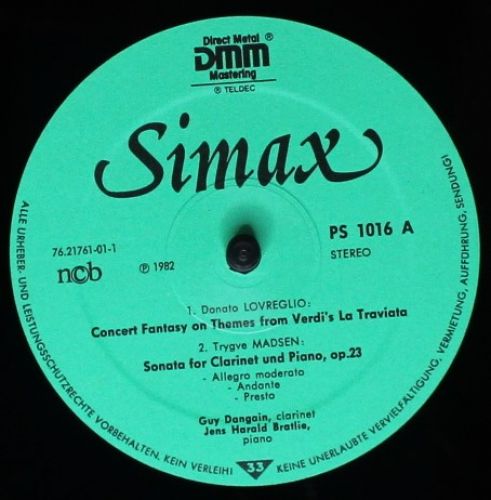 Direct Metal ®
DMM
Mastering
® TELDEC
Simax
76.21761-01-1
ncb
℗ 1982
PS 1016 A
STEREO
1. Donato LOVREGLIO:
Concert Fantasy on Themes from Verdi's La Traviata
2. Trygve MADSEN:
Sonata for Clarinet und Piano, op.23
- Allegro moderato
- Andante
- Presto
Guy Dangain, clarinet
Jens Harald Bratlie,
piano
33
ALLE URHEBER- UND LEISTUNGSSCHUTZRECHTE VORBEHALTEN. KEIN VERLEIH! KEINE UNERLAUBTE VERVIELFÄLTIGUNG, VERMIETUNG, AUFFÜHRUNG, SENDUNG!